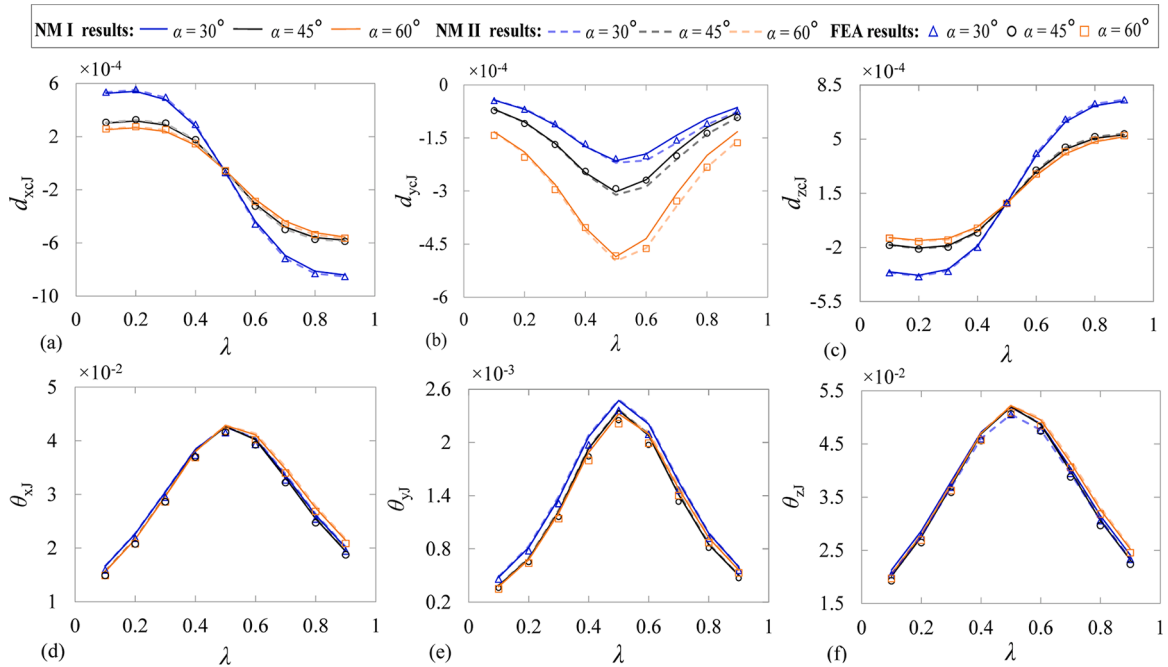 NM I results: α = 30° α = 45° α = 60° NM II results: α = 30° α = 45° α = 60° FEA results: α = 30° α = 45° α = 60°
×10⁻⁴
6
2
-2
-6
-10
d_xcJ
0 0.2 0.4 0.6 0.8 1
(a) λ
×10⁻⁴
0
-1.5
-3
-4.5
-6
d_ycJ
0 0.2 0.4 0.6 0.8 1
(b) λ
×10⁻⁴
8.5
5
1.5
-2
-5.5
d_zcJ
0 0.2 0.4 0.6 0.8 1
(c) λ
×10⁻²
5
4
3
2
1
θ_xJ
0 0.2 0.4 0.6 0.8 1
(d) λ
×10⁻³
2.6
2
1.4
0.8
0.2
θ_yJ
0 0.2 0.4 0.6 0.8 1
(e) λ
×10⁻²
5.5
4.5
3.5
2.5
1.5
θ_zJ
0 0.2 0.4 0.6 0.8 1
(f) λ